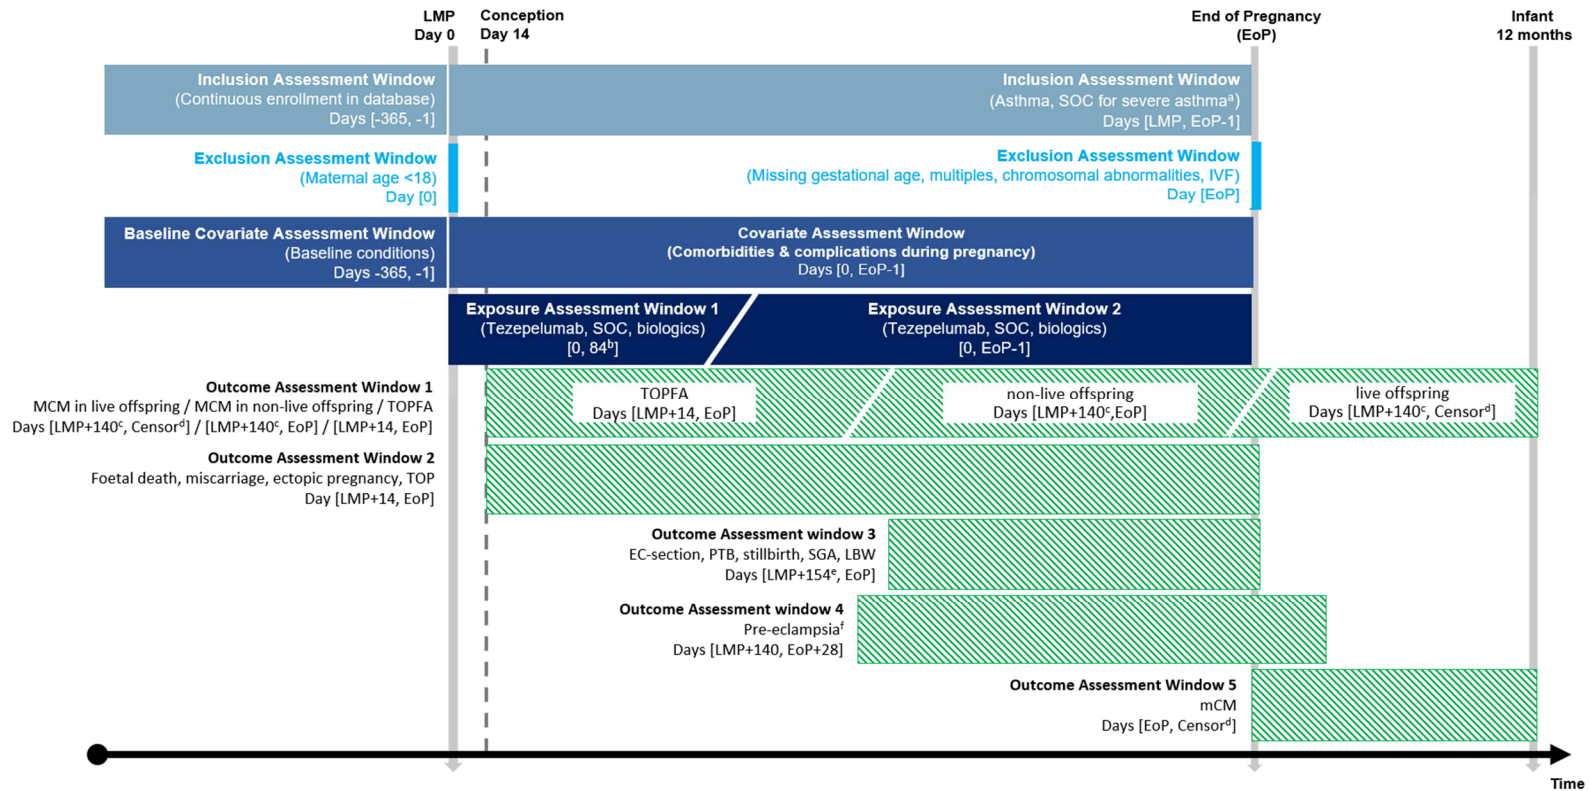 LMP
Day 0
Conception
Day 14
End of Pregnancy
(EoP)
Infant
12 months
Inclusion Assessment Window
(Continuous enrollment in database)
Days [-365, -1]
Inclusion Assessment Window
(Asthma, SOC for severe asthmaᵃ)
Days [LMP, EoP-1]
Exclusion Assessment Window
(Maternal age <18)
Day [0]
Exclusion Assessment Window
(Missing gestational age, multiples, chromosomal abnormalities, IVF)
Day [EoP]
Baseline Covariate Assessment Window
(Baseline conditions)
Days -365, -1]
Covariate Assessment Window
(Comorbidities & complications during pregnancy)
Days [0, EoP-1]
Exposure Assessment Window 1
(Tezepelumab, SOC, biologics)
[0, 84ᵇ]
Exposure Assessment Window 2
(Tezepelumab, SOC, biologics)
[0, EoP-1]
Outcome Assessment Window 1
MCM in live offspring / MCM in non-live offspring / TOPFA
Days [LMP+140ᶜ, Censorᵈ] / [LMP+140ᶜ, EoP] / [LMP+14, EoP]
TOPFA
Days [LMP+14, EoP]
non-live offspring
Days [LMP+140ᶜ,EoP]
live offspring
Days [LMP+140ᶜ, Censorᵈ]
Outcome Assessment Window 2
Foetal death, miscarriage, ectopic pregnancy, TOP
Day [LMP+14, EoP]
Outcome Assessment window 3
EC-section, PTB, stillbirth, SGA, LBW
Days [LMP+154ᵉ, EoP]
Outcome Assessment window 4
Pre-eclampsiaᶠ
Days [LMP+140, EoP+28]
Outcome Assessment Window 5
mCM
Days [EoP, Censorᵈ]
Time